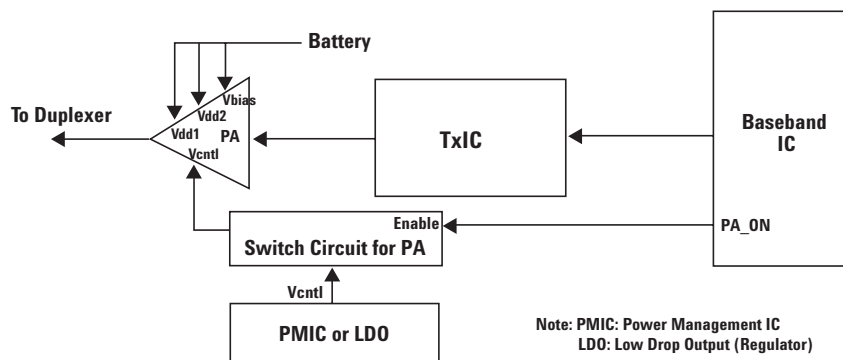 Battery
To Duplexer
Vbias
Vdd2
Vdd1
PA
Vcntl
TxIC
Baseband
IC
Enable
PA_ON
Switch Circuit for PA
Vcntl
PMIC or LDO
Note: PMIC: Power Management IC
LDO: Low Drop Output (Regulator)